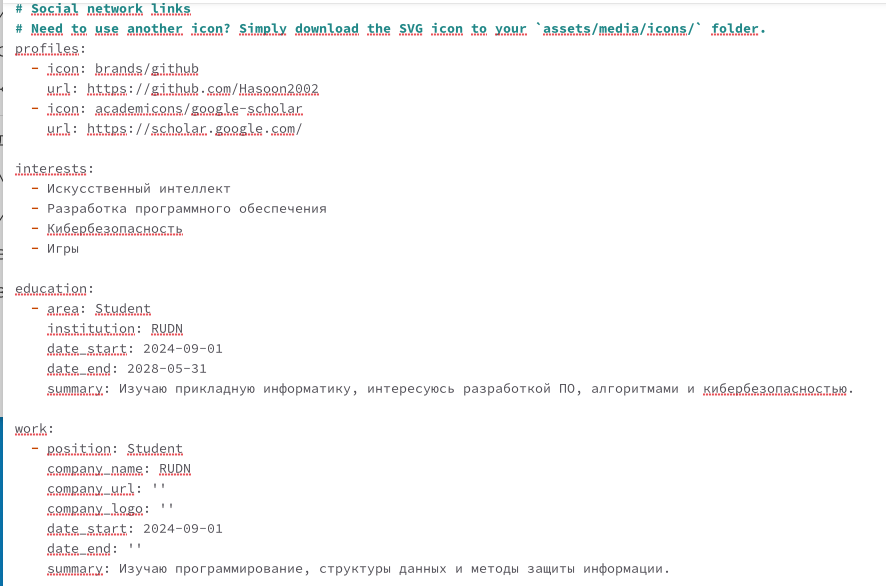 # Social network links
# Need to use another icon? Simply download the SVG icon to your `assets/media/icons/` folder.
profiles:
  - icon: brands/github
    url: https://github.com/Hasoon2002
  - icon: academicons/google-scholar
    url: https://scholar.google.com/

interests:
  - Искусственный интеллект
  - Разработка программного обеспечения
  - Кибербезопасность
  - Игры

education:
  - area: Student
    institution: RUDN
    date_start: 2024-09-01
    date_end: 2028-05-31
    summary: Изучаю прикладную информатику, интересуюсь разработкой ПО, алгоритмами и кибербезопасностью.

work:
  - position: Student
    company_name: RUDN
    company_url: ''
    company_logo: ''
    date_start: 2024-09-01
    date_end: ''
    summary: Изучаю программирование, структуры данных и методы защиты информации.